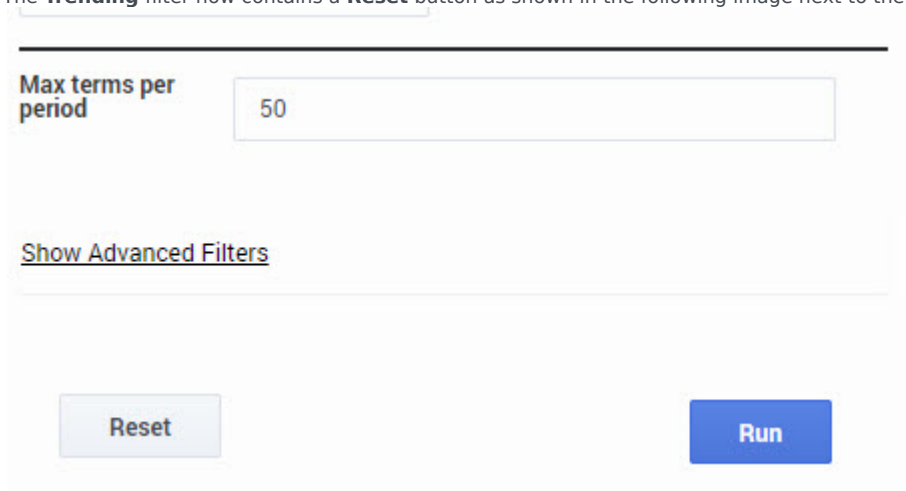 The Trending filter now contains a Reset button as shown in the following image next to the
Max terms per
period
50
Show Advanced Filters
Reset
Run